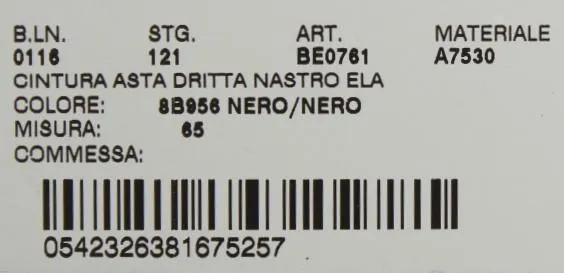 B.LN. STG. ART. MATERIALE
0116 121 BE0761 A7530
CINTURA ASTA DRITTA NASTRO ELA
COLORE: 8B956 NERO/NERO
MISURA: 65
COMMESSA:
0542326381675257